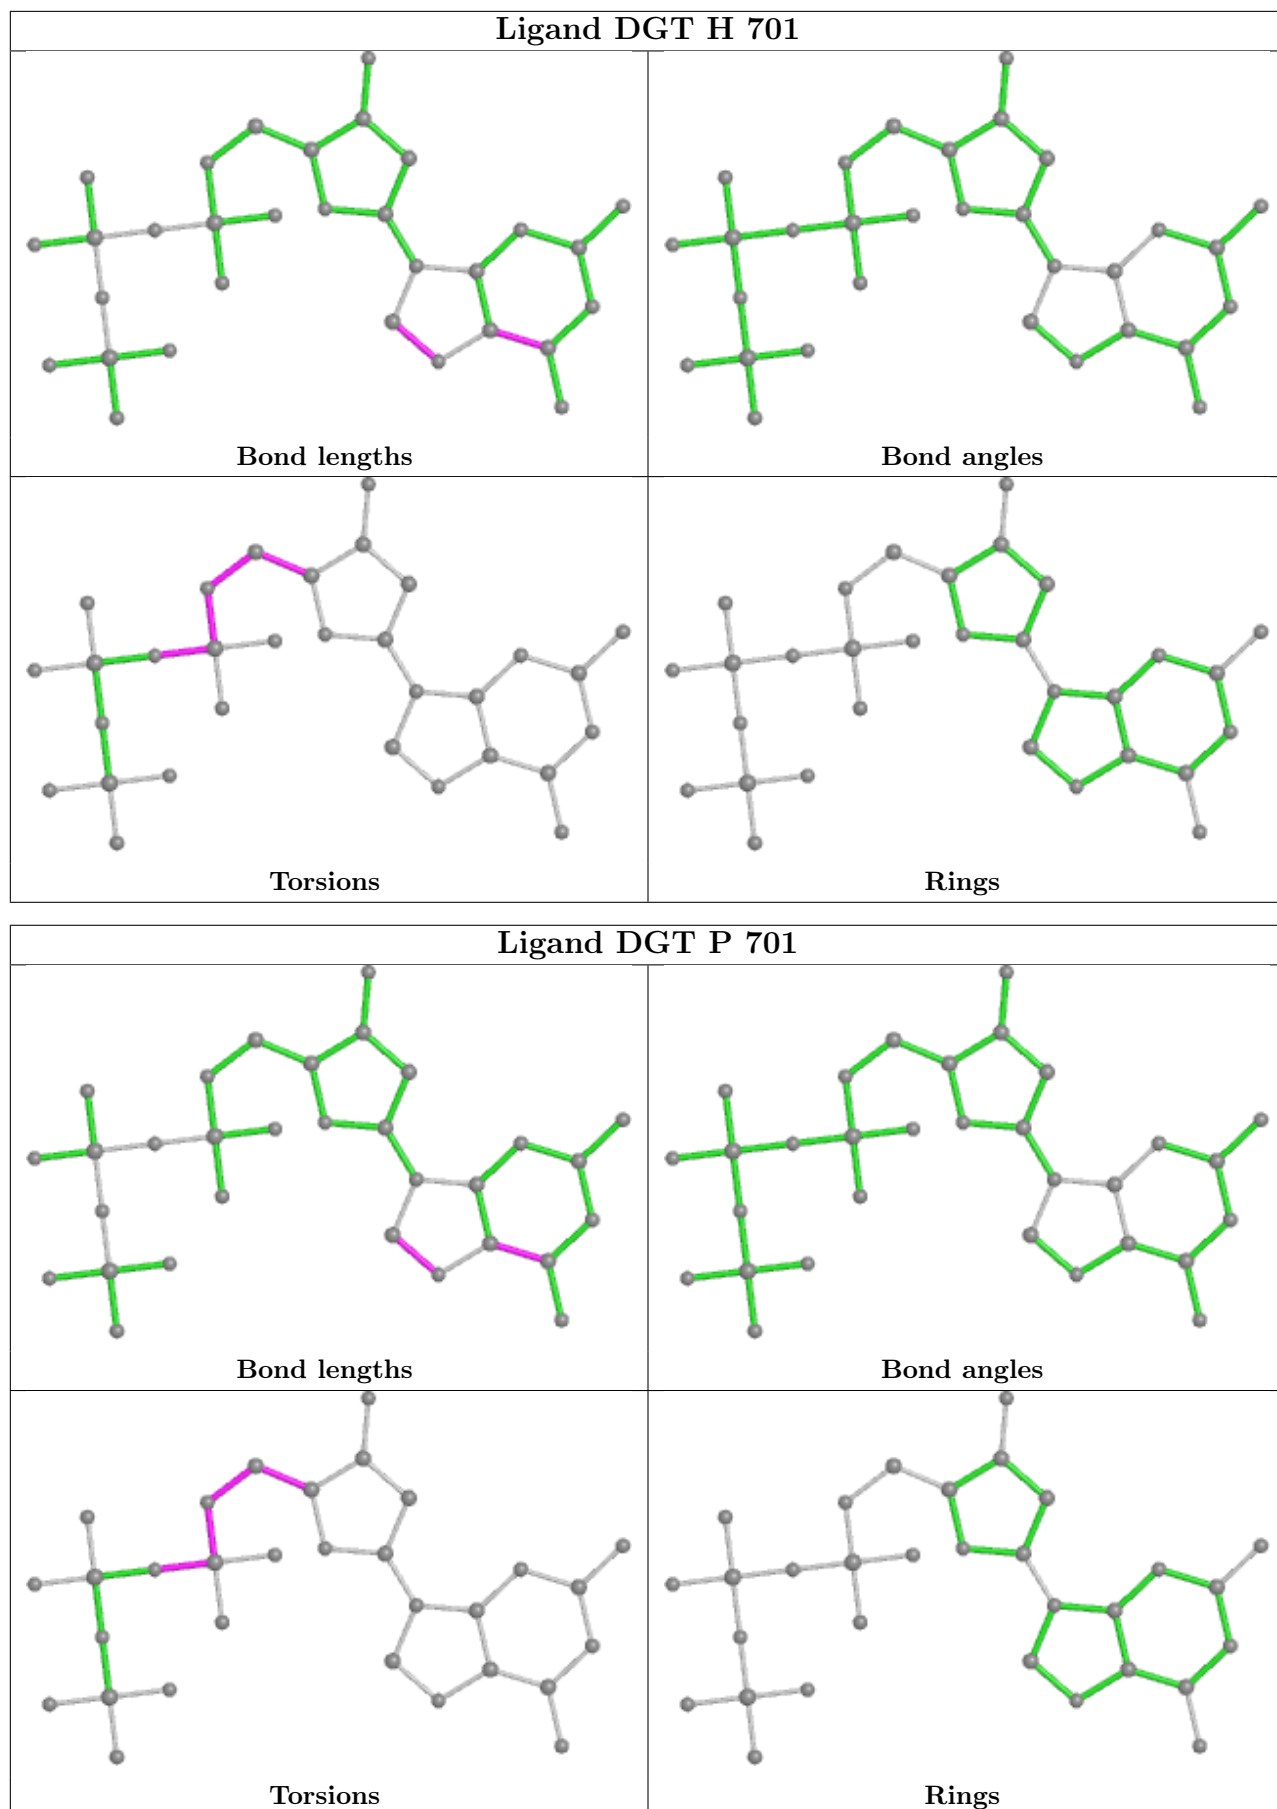 Ligand DGT H 701
Bond lengths
Bond angles
Torsions
Rings
Ligand DGT P 701
Bond lengths
Bond angles
Torsions
Rings